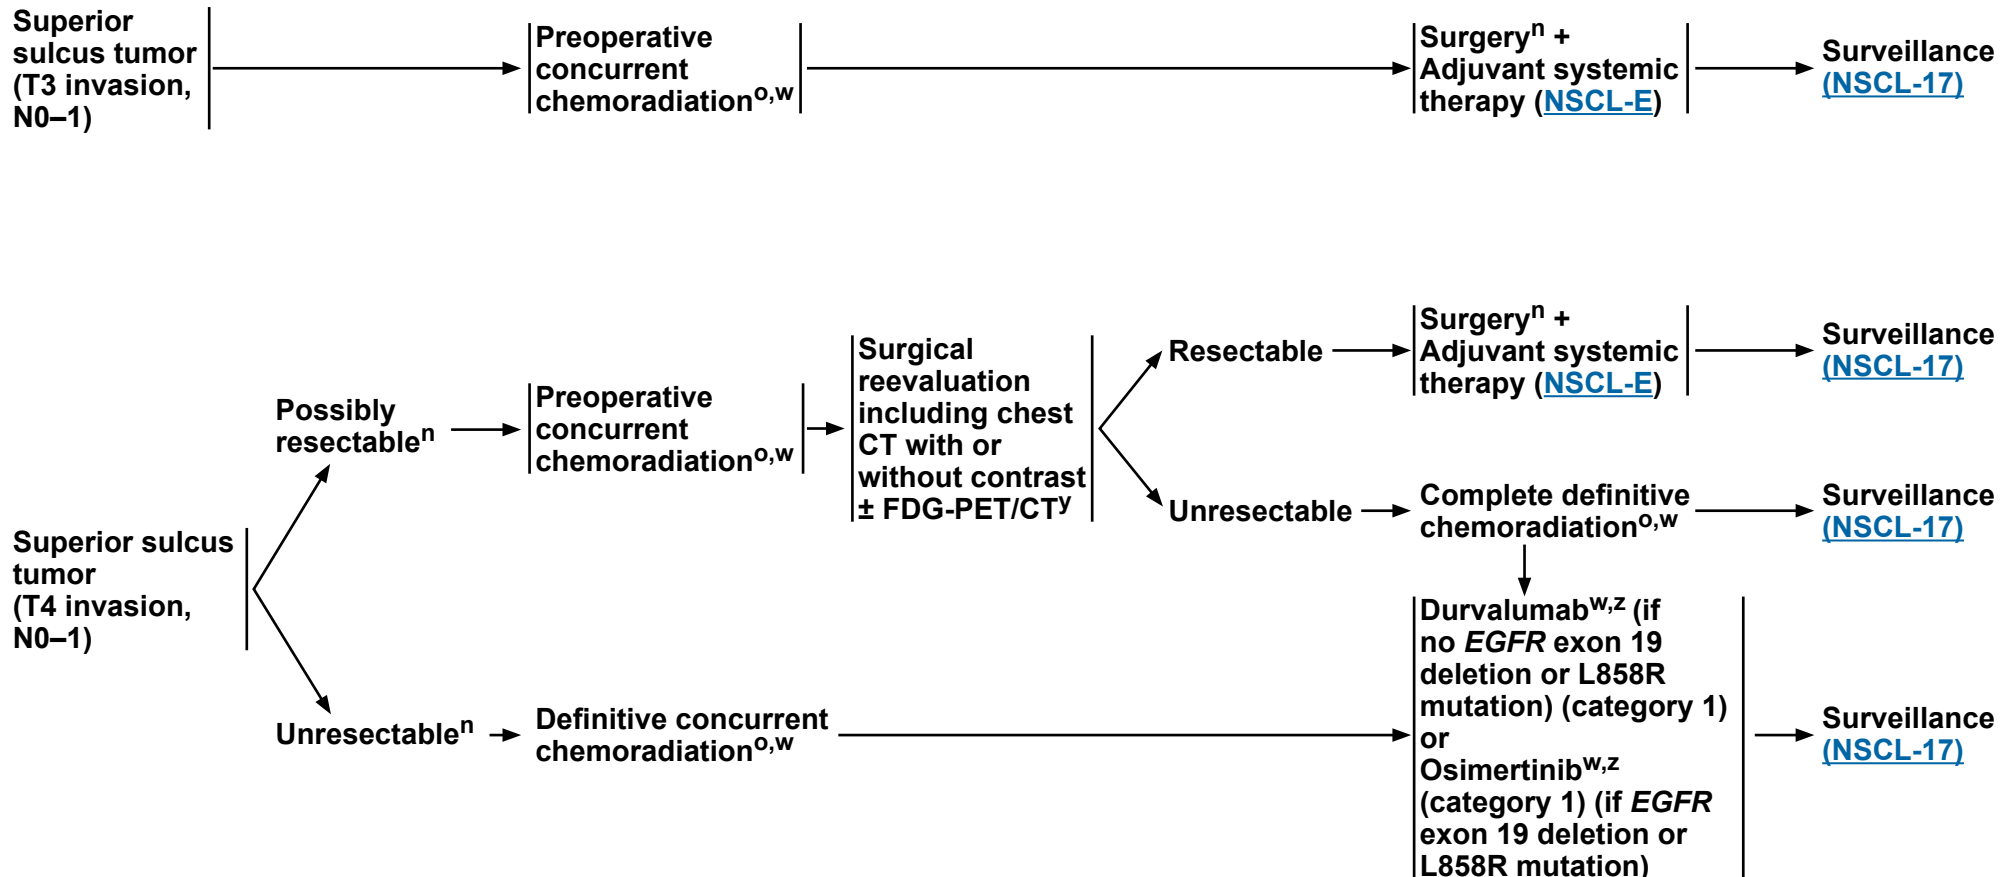 Superior
sulcus tumor
(T3 invasion,
N0–1)
Preoperative
concurrent
chemoradiationo,w
Surgeryn +
Adjuvant systemic
therapy (NSCL-E)
Surveillance
(NSCL-17)
Superior sulcus
tumor
(T4 invasion,
N0–1)
Possibly
resectablen
Preoperative
concurrent
chemoradiationo,w
Surgical
reevaluation
including chest
CT with or
without contrast
± FDG-PET/CTy
Resectable
Surgeryn +
Adjuvant systemic
therapy (NSCL-E)
Surveillance
(NSCL-17)
Unresectable
Complete definitive
chemoradiationo,w
Surveillance
(NSCL-17)
Unresectablen
Definitive concurrent
chemoradiationo,w
Durvalumabw,z (if
no EGFR exon 19
deletion or L858R
mutation) (category 1)
or
Osimertinibw,z
(category 1) (if EGFR
exon 19 deletion or
L858R mutation)
Surveillance
(NSCL-17)